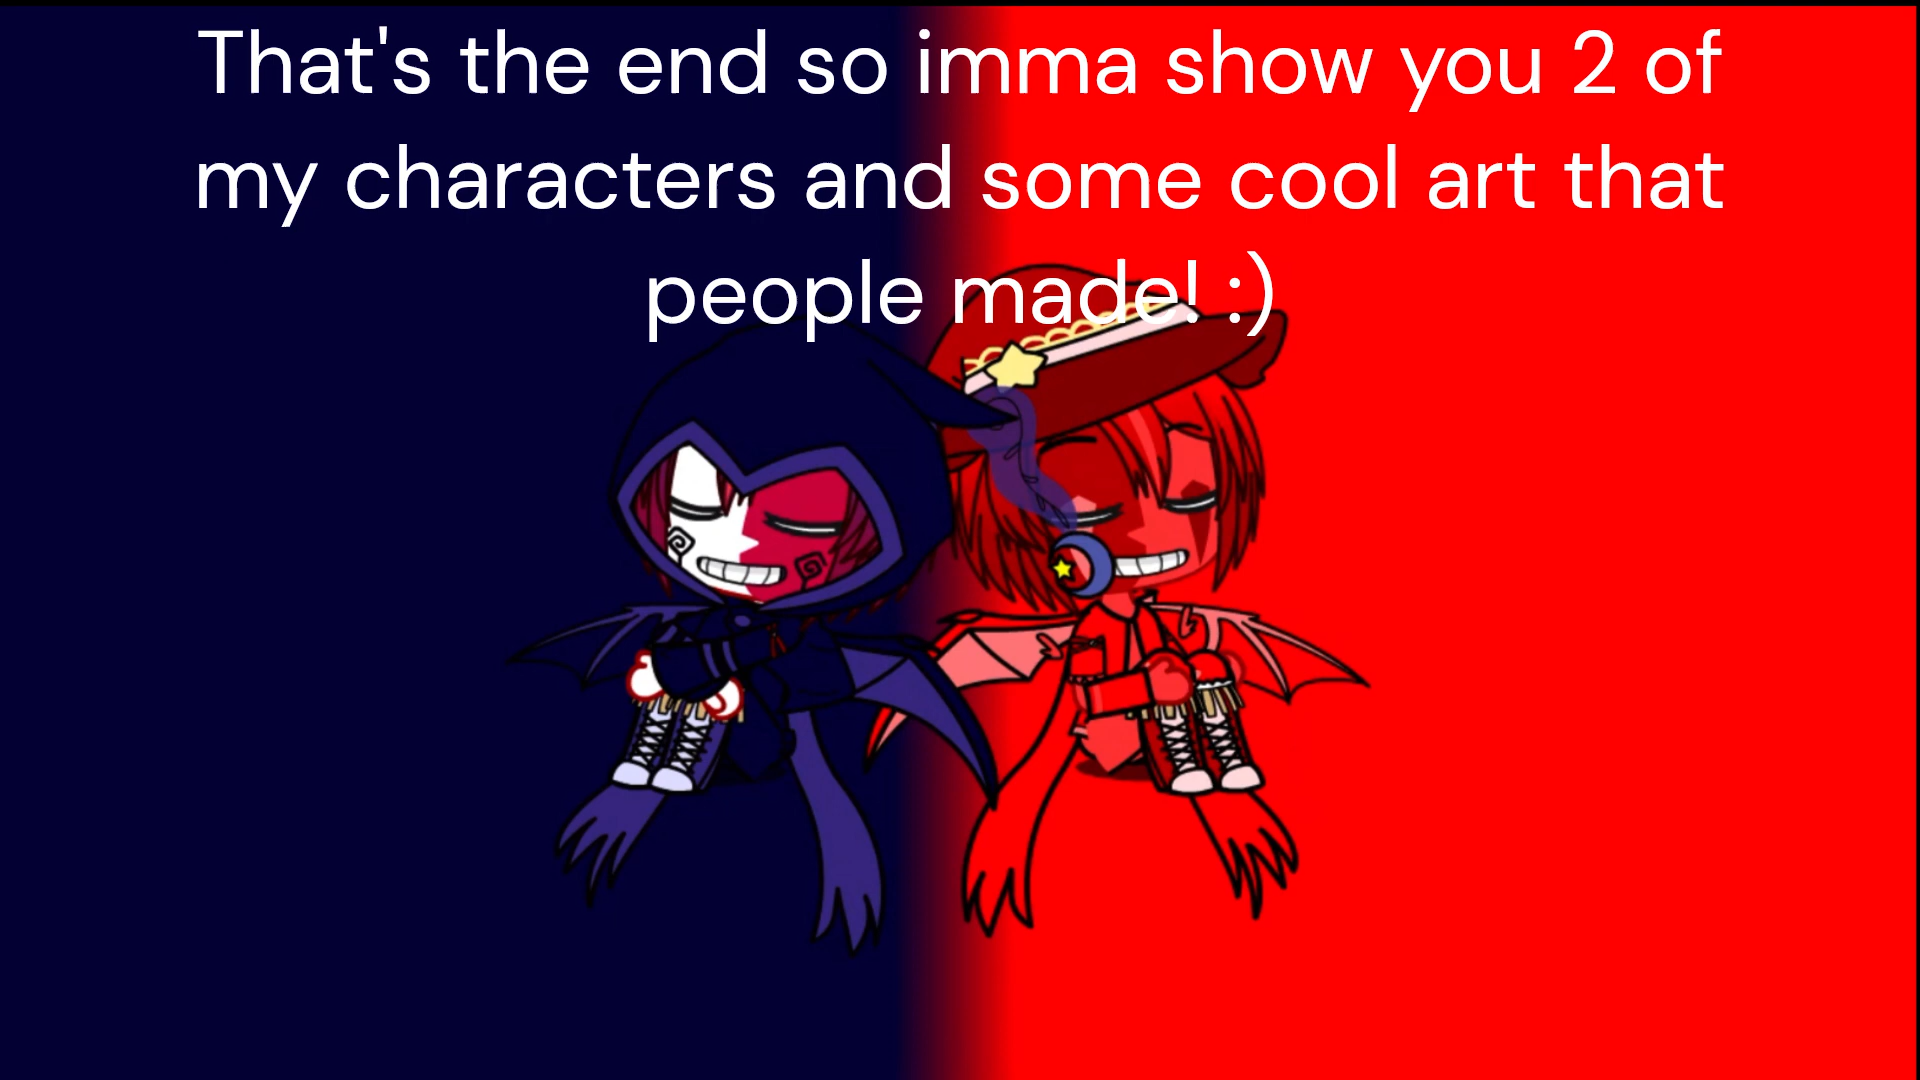 That's the end so imma show you 2 of
my characters and some cool art that
people made! :)